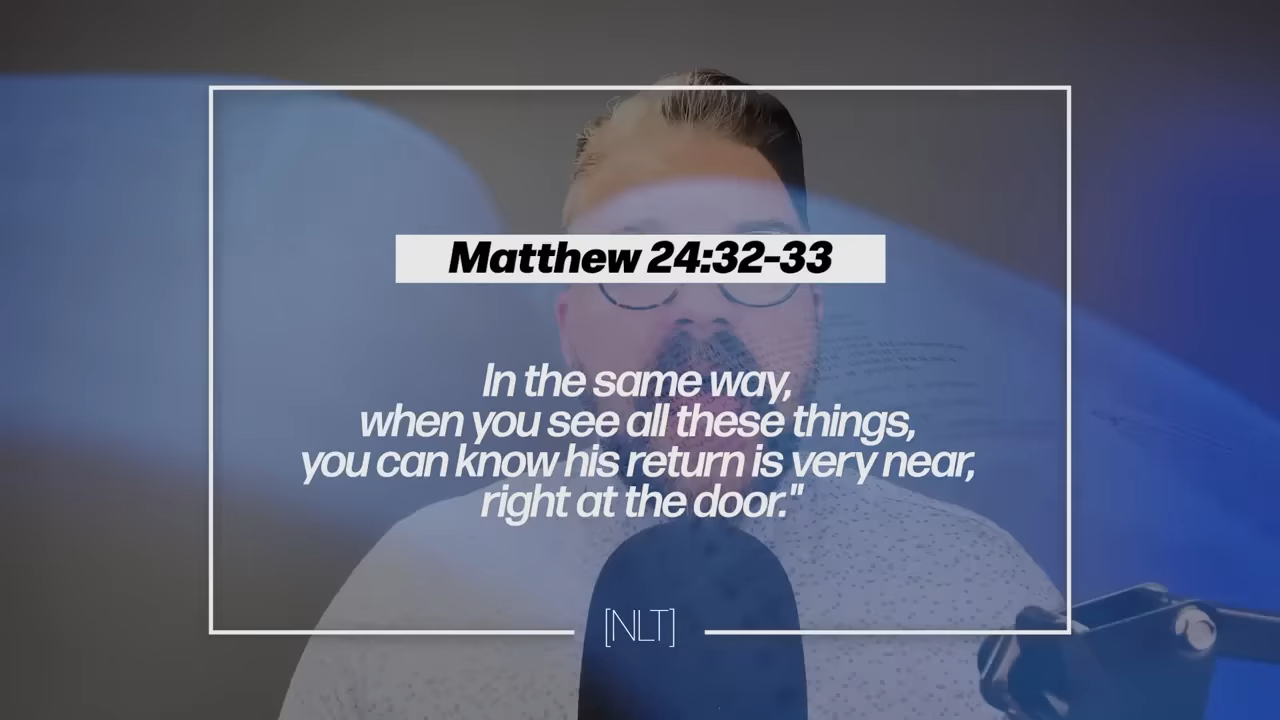 Matthew 24:32-33
In the same way,
when you see all these things,
you can know his return is very near,
right at the door."
[NLT]